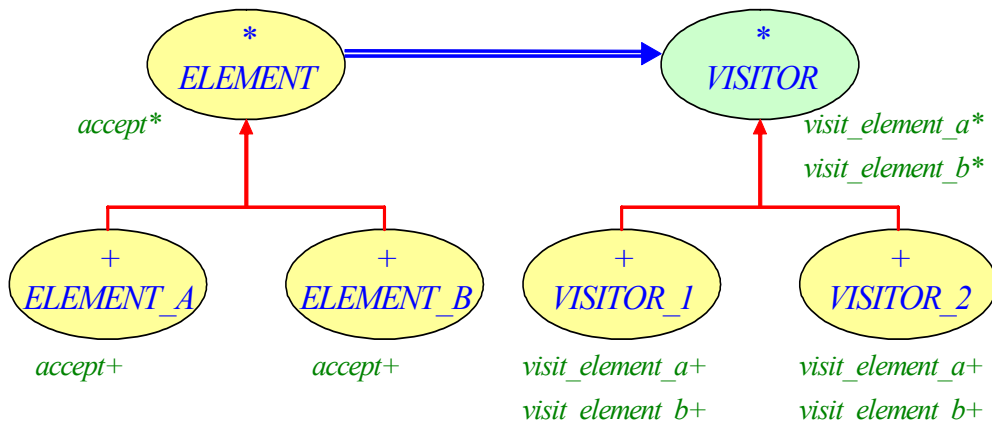 *
ELEMENT
*
VISITOR
accept*
visit_element_a*
visit_element_b*
+
ELEMENT_A
+
ELEMENT_B
+
VISITOR_1
+
VISITOR_2
accept+
accept+
visit_element_a+
visit_element_b+
visit_element_a+
visit_element_b+